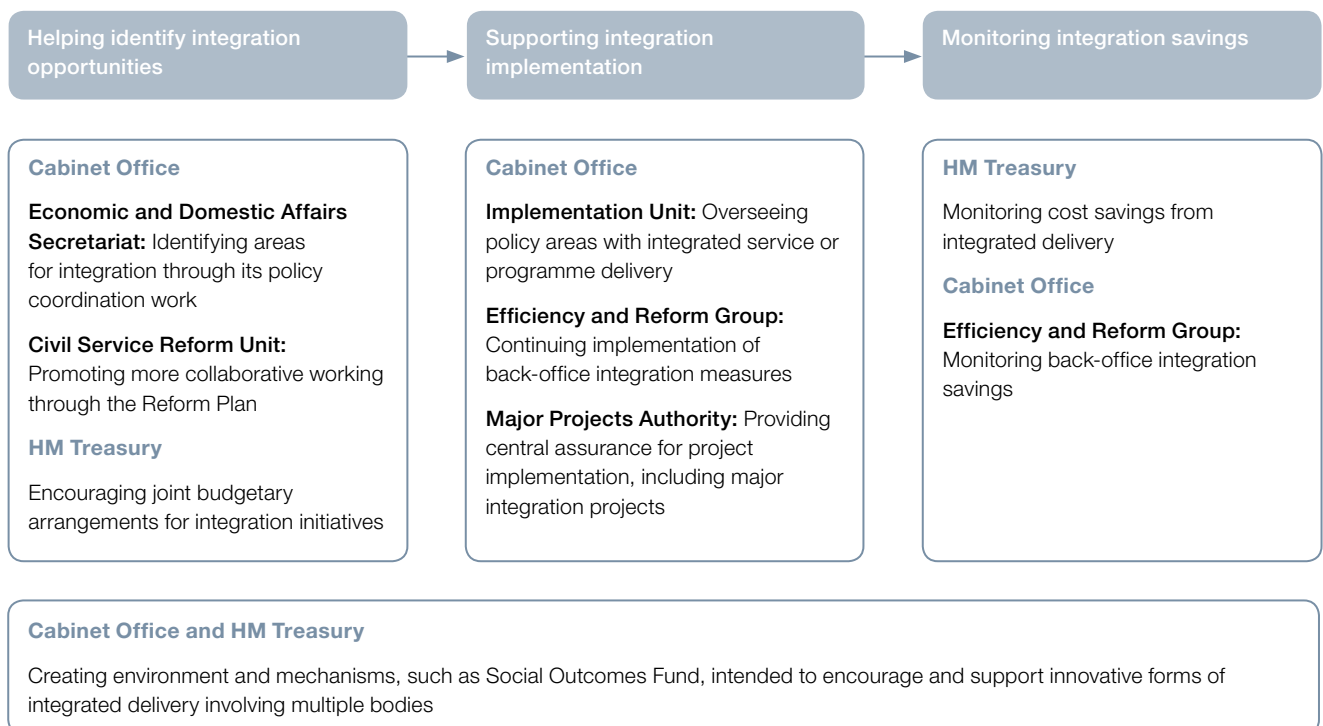 Helping identify integration
opportunities
Supporting integration
implementation
Monitoring integration savings
Cabinet Office
Economic and Domestic Affairs
Secretariat: Identifying areas
for integration through its policy
coordination work
Civil Service Reform Unit:
Promoting more collaborative working
through the Reform Plan
HM Treasury
Encouraging joint budgetary
arrangements for integration initiatives
Cabinet Office
Implementation Unit: Overseeing
policy areas with integrated service or
programme delivery
Efficiency and Reform Group:
Continuing implementation of
back-office integration measures
Major Projects Authority: Providing
central assurance for project
implementation, including major
integration projects
HM Treasury
Monitoring cost savings from
integrated delivery
Cabinet Office
Efficiency and Reform Group:
Monitoring back-office integration
savings
Cabinet Office and HM Treasury
Creating environment and mechanisms, such as Social Outcomes Fund, intended to encourage and support innovative forms of
integrated delivery involving multiple bodies